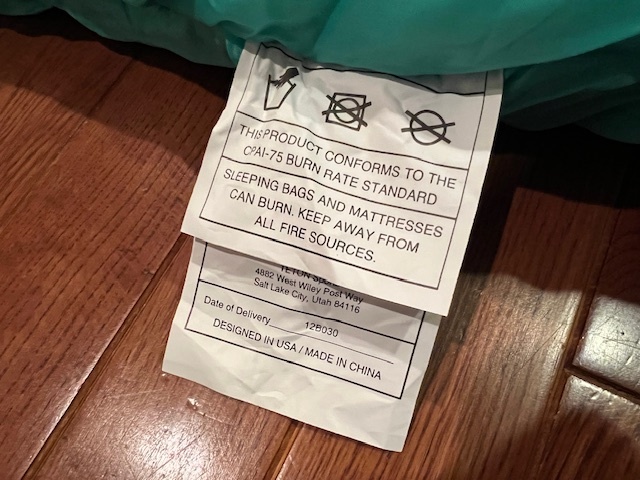 THIS PRODUCT CONFORMS TO THE
CPAI-75 BURN RATE STANDARD
SLEEPING BAGS AND MATTRESSES
CAN BURN. KEEP AWAY FROM
ALL FIRE SOURCES.
TETON
4882 West Wiley Post Way
Salt Lake City, Utah 84116
Date of Delivery 12B030
DESIGNED IN USA / MADE IN CHINA